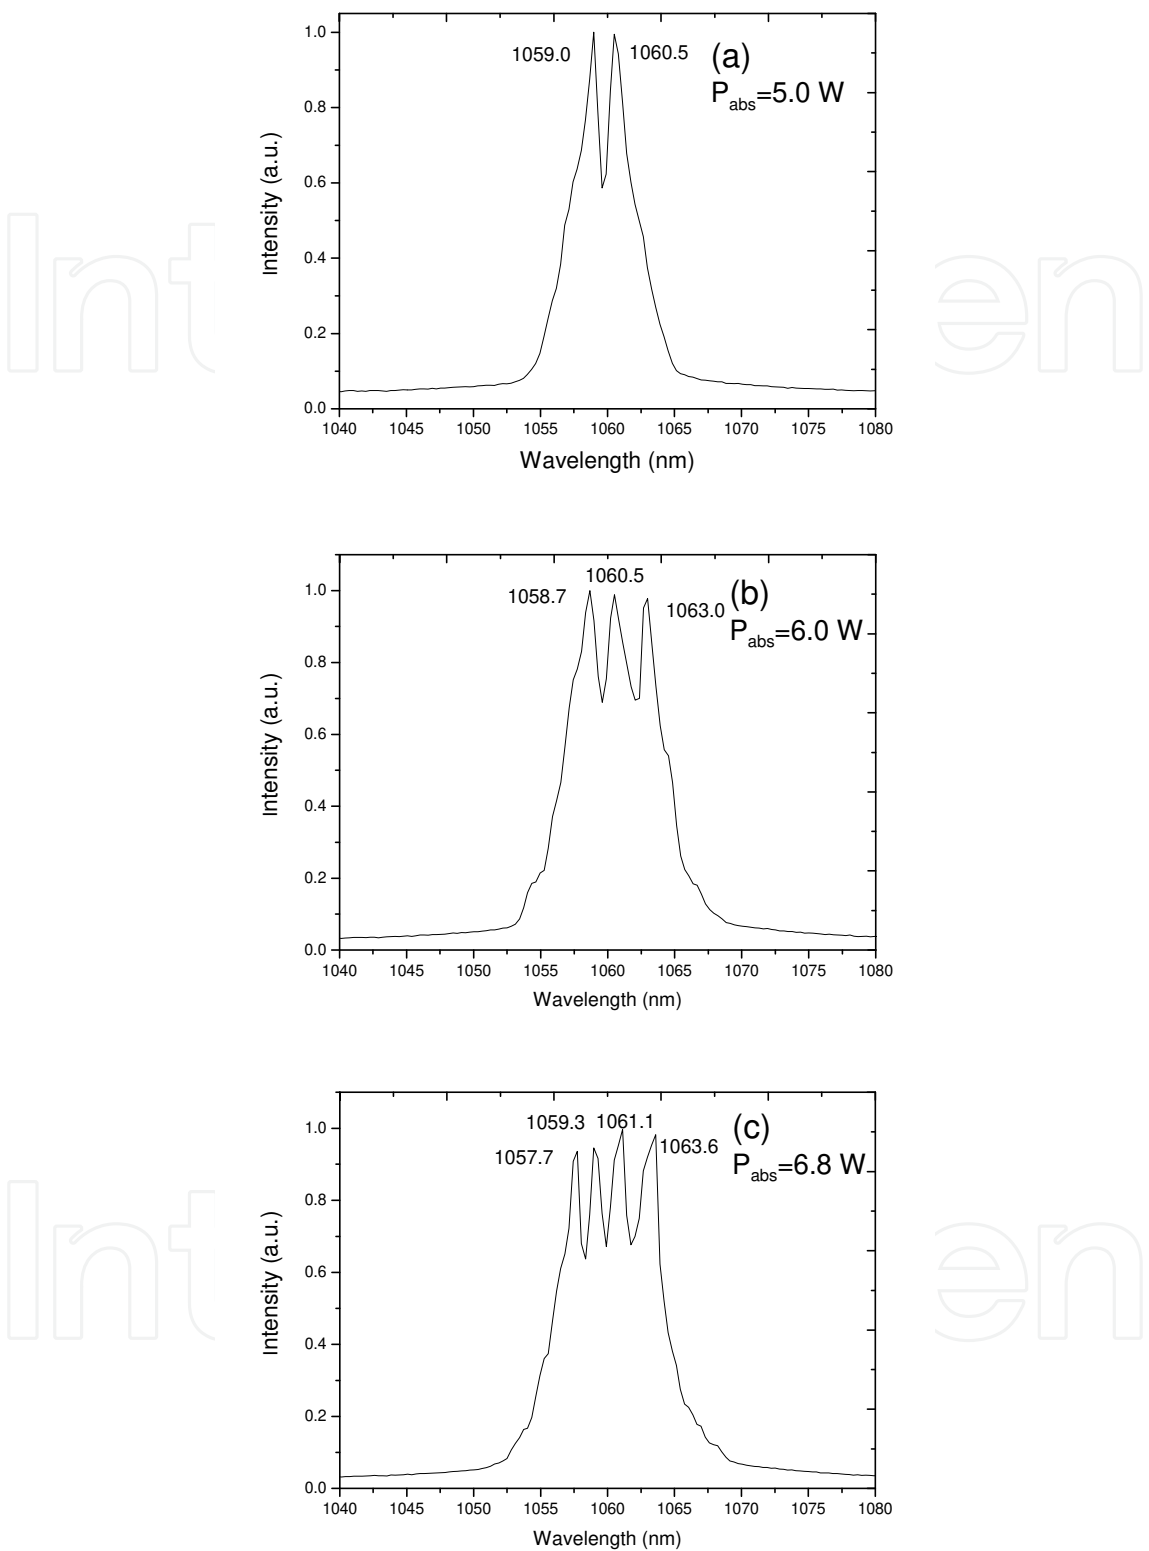 1.0
1059.0 1060.5 (a)
P_abs=5.0 W
0.8
0.6
0.4
0.2
0.0
Intensity (a.u.)
1040 1045 1050 1055 1060 1065 1070 1075 1080
Wavelength (nm)
1060.5
1.0
1058.7 1063.0 (b)
P_abs=6.0 W
0.8
0.6
0.4
0.2
0.0
Intensity (a.u.)
1040 1045 1050 1055 1060 1065 1070 1075 1080
Wavelength (nm)
1059.3 1061.1 (c)
1.0
1057.7 1063.6
P_abs=6.8 W
0.8
0.6
0.4
0.2
0.0
Intensity (a.u.)
1040 1045 1050 1055 1060 1065 1070 1075 1080
Wavelength (nm)
Int en
Int en